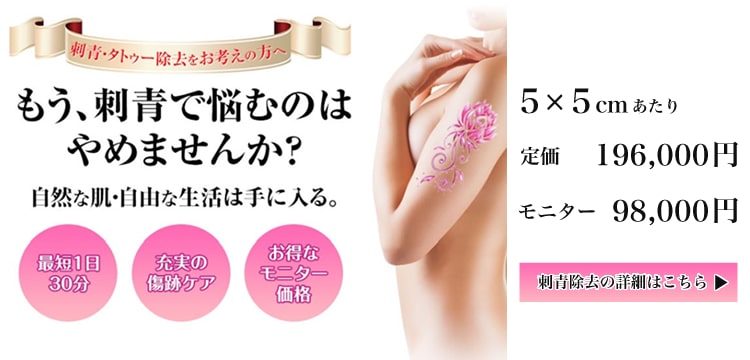 刺青・タトゥー除去をお考えの方へ
もう、刺青で悩むのは
やめませんか?
自然な肌・自由な生活は手に入る。
最短1日
30分
充実の
傷跡ケア
お得な
モニター
価格
5×5cmあたり
定価 196,000円
モニター 98,000円
刺青除去の詳細はこちら ▶